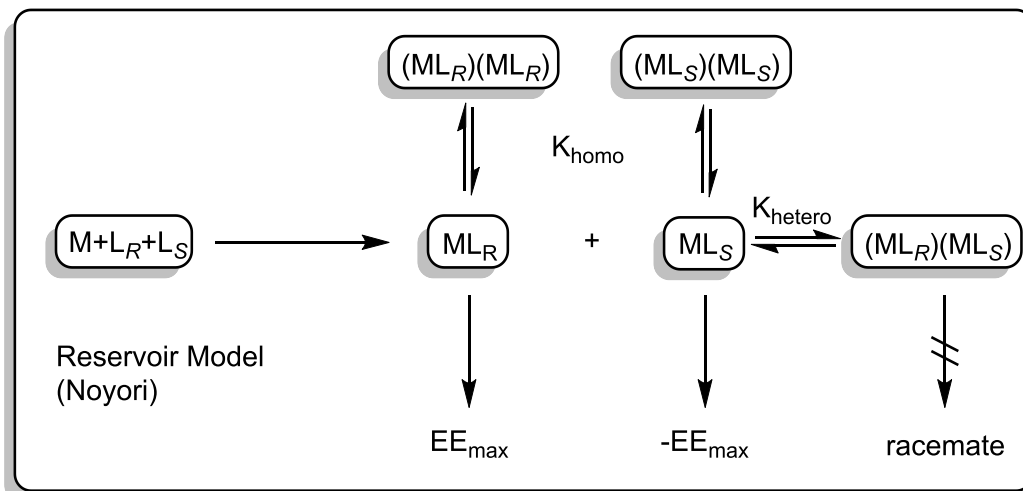 (ML_R)(ML_R) (ML_S)(ML_S)
K_homo
K_hetero
M+L_R+L_S ML_R + ML_S (ML_R)(ML_S)
Reservoir Model
(Noyori)
EE_max -EE_max racemate